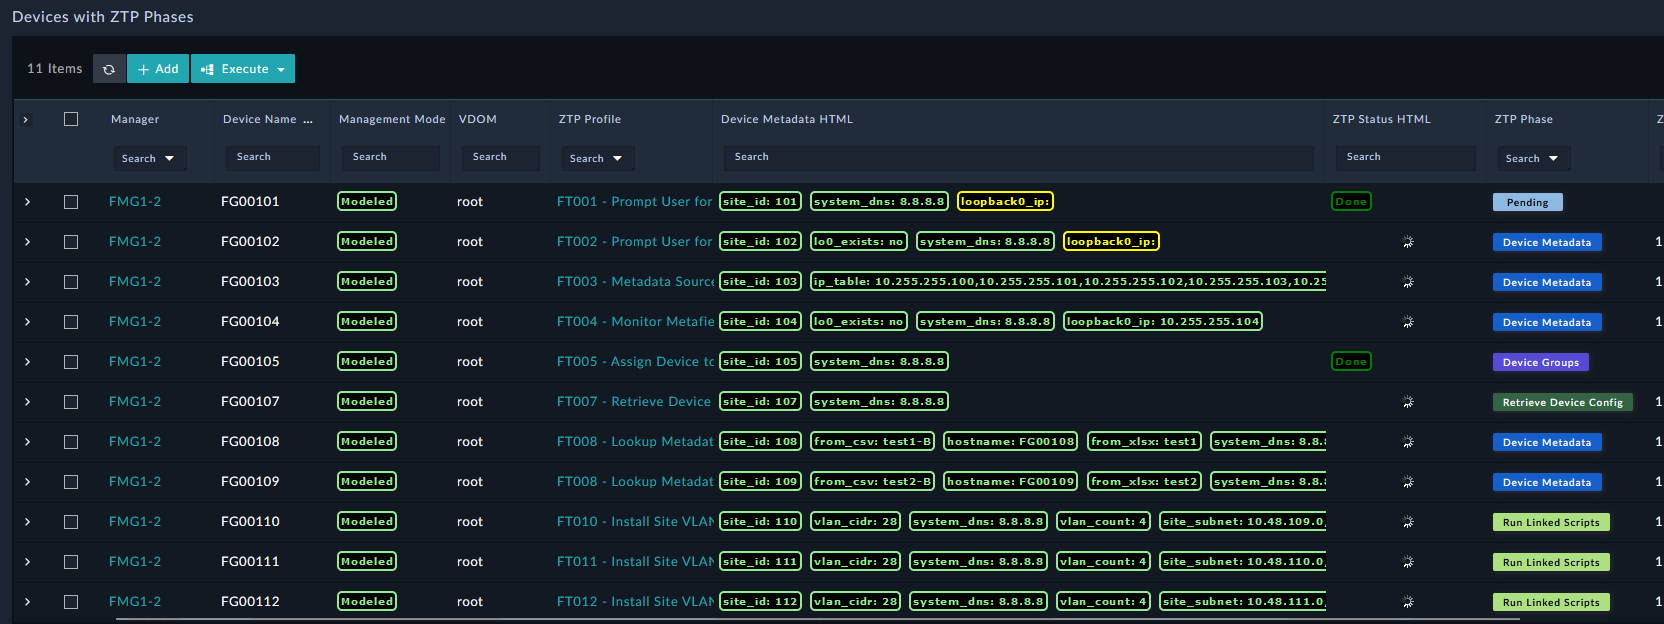 Devices with ZTP Phases
11 Items Add Execute
Manager Device Name ... Management Mode VDOM ZTP Profile Device Metadata HTML ZTP Status HTML ZTP Phase Z
Search Search Search Search Search Search Search Search
FMG1-2 FG00101 Modeled root FT001 - Prompt User for site_id: 101 system_dns: 8.8.8.8 loopback0_ip: Done Pending
FMG1-2 FG00102 Modeled root FT002 - Prompt User for site_id: 102 lo0_exists: no system_dns: 8.8.8.8 loopback0_ip: Device Metadata 1
FMG1-2 FG00103 Modeled root FT003 - Metadata Source site_id: 103 ip_table: 10.255.255.100,10.255.255.101,10.255.255.102,10.255.255.103,10.25 Device Metadata 1
FMG1-2 FG00104 Modeled root FT004 - Monitor Metafie site_id: 104 lo0_exists: no system_dns: 8.8.8.8 loopback0_ip: 10.255.255.104 Device Metadata 1
FMG1-2 FG00105 Modeled root FT005 - Assign Device to site_id: 105 system_dns: 8.8.8.8 Done Device Groups
FMG1-2 FG00107 Modeled root FT007 - Retrieve Device site_id: 107 system_dns: 8.8.8.8 Retrieve Device Config 1
FMG1-2 FG00108 Modeled root FT008 - Lookup Metadat site_id: 108 from_csv: test1-B hostname: FG00108 from_xlsx: test1 system_dns: 8.8.8 Device Metadata 1
FMG1-2 FG00109 Modeled root FT008 - Lookup Metadat site_id: 109 from_csv: test2-B hostname: FG00109 from_xlsx: test2 system_dns: 8.8.8 Device Metadata 1
FMG1-2 FG00110 Modeled root FT010 - Install Site VLAN site_id: 110 vlan_cidr: 28 system_dns: 8.8.8.8 vlan_count: 4 site_subnet: 10.48.109.0, Run Linked Scripts 1
FMG1-2 FG00111 Modeled root FT011 - Install Site VLAN site_id: 111 vlan_cidr: 28 system_dns: 8.8.8.8 vlan_count: 4 site_subnet: 10.48.110.0, Run Linked Scripts 1
FMG1-2 FG00112 Modeled root FT012 - Install Site VLAN site_id: 112 vlan_cidr: 28 system_dns: 8.8.8.8 vlan_count: 4 site_subnet: 10.48.111.0, Run Linked Scripts 1